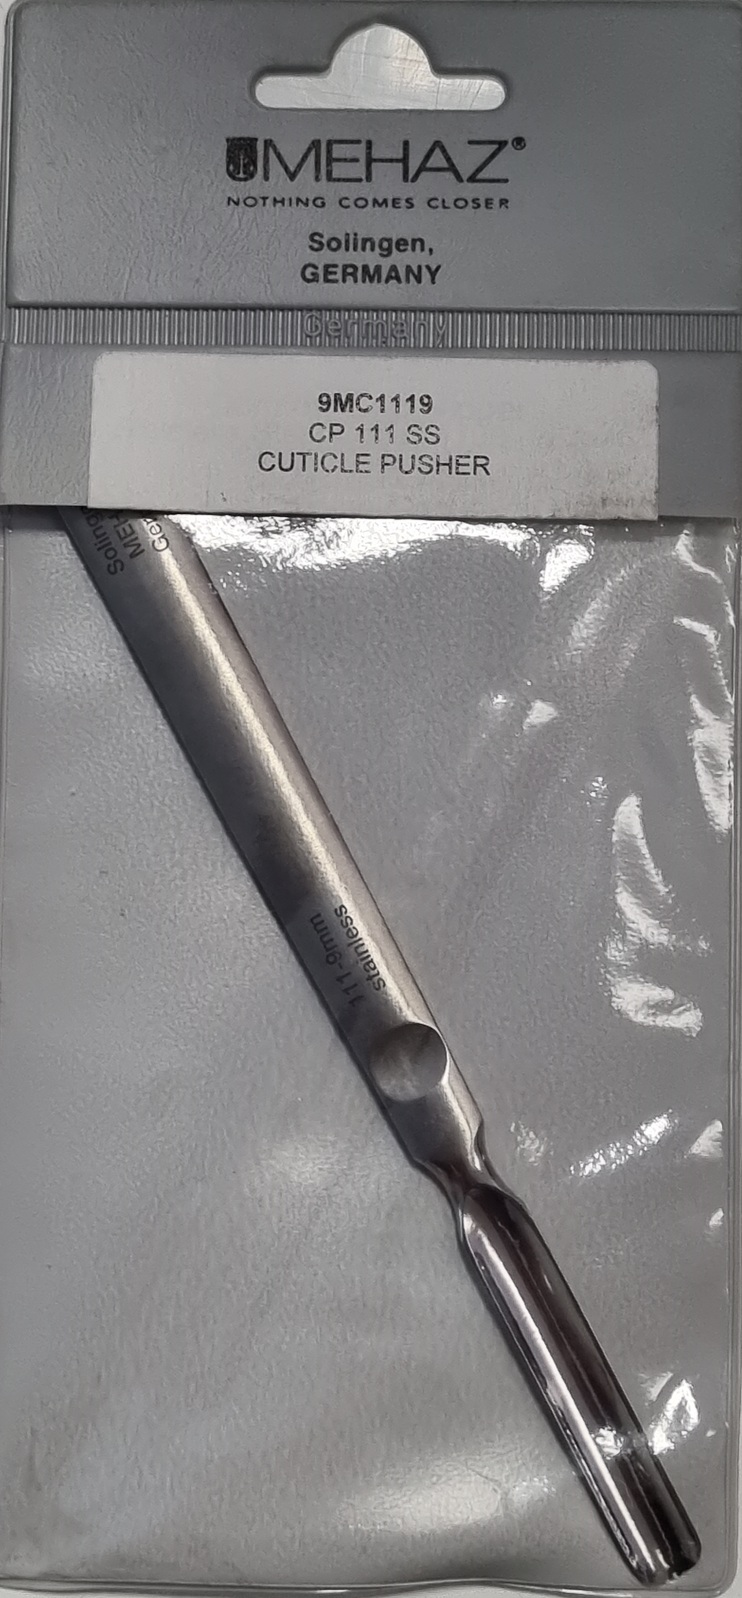 MEHAZ®
NOTHING COMES CLOSER
Solingen,
GERMANY
Germany
9MC1119
CP 111 SS
CUTICLE PUSHER
111-9mm
stainless